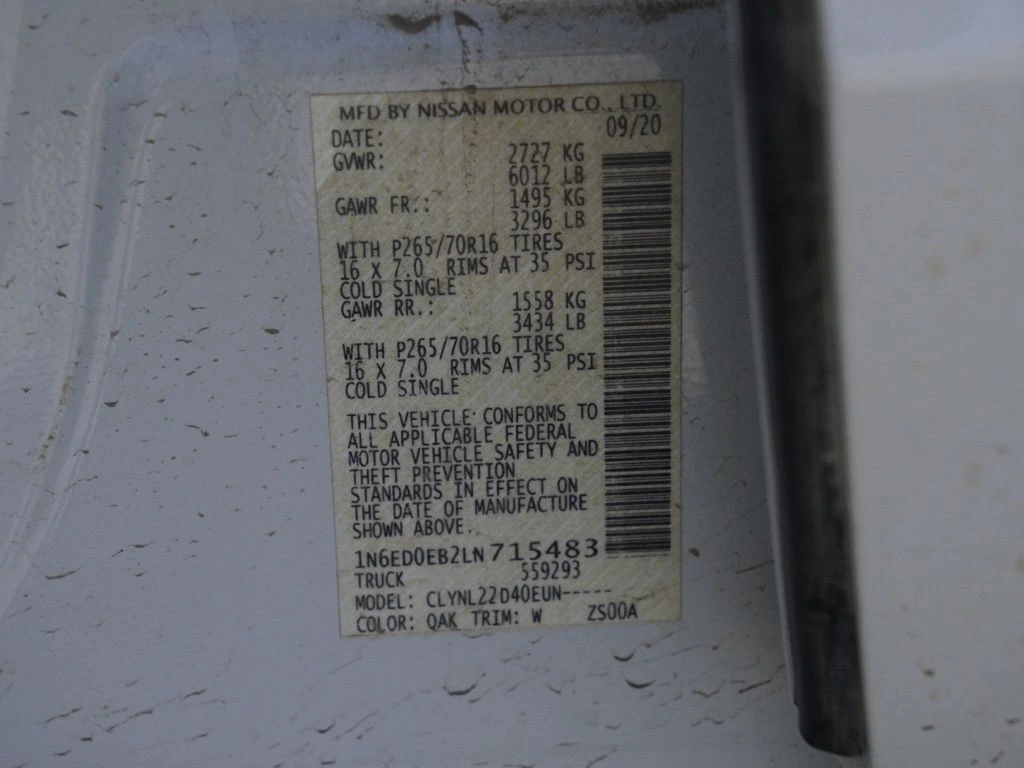 MFD BY NISSAN MOTOR CO., LTD.
DATE: 09/20
GVWR: 2727 KG
6012 LB
GAWR FR.: 1495 KG
3296 LB
WITH P265/70R16 TIRES
16 X 7.0 RIMS AT 35 PSI
COLD SINGLE
GAWR RR.: 1558 KG
3434 LB
WITH P265/70R16 TIRES
16 X 7.0 RIMS AT 35 PSI
COLD SINGLE
THIS VEHICLE CONFORMS TO
ALL APPLICABLE FEDERAL
MOTOR VEHICLE SAFETY AND
THEFT PREVENTION
STANDARDS IN EFFECT ON
THE DATE OF MANUFACTURE
SHOWN ABOVE.
1N6ED0EB2LN715483
TRUCK 559293
MODEL: CLYNL22D40EUN-----
COLOR: QAK TRIM: W ZS00A